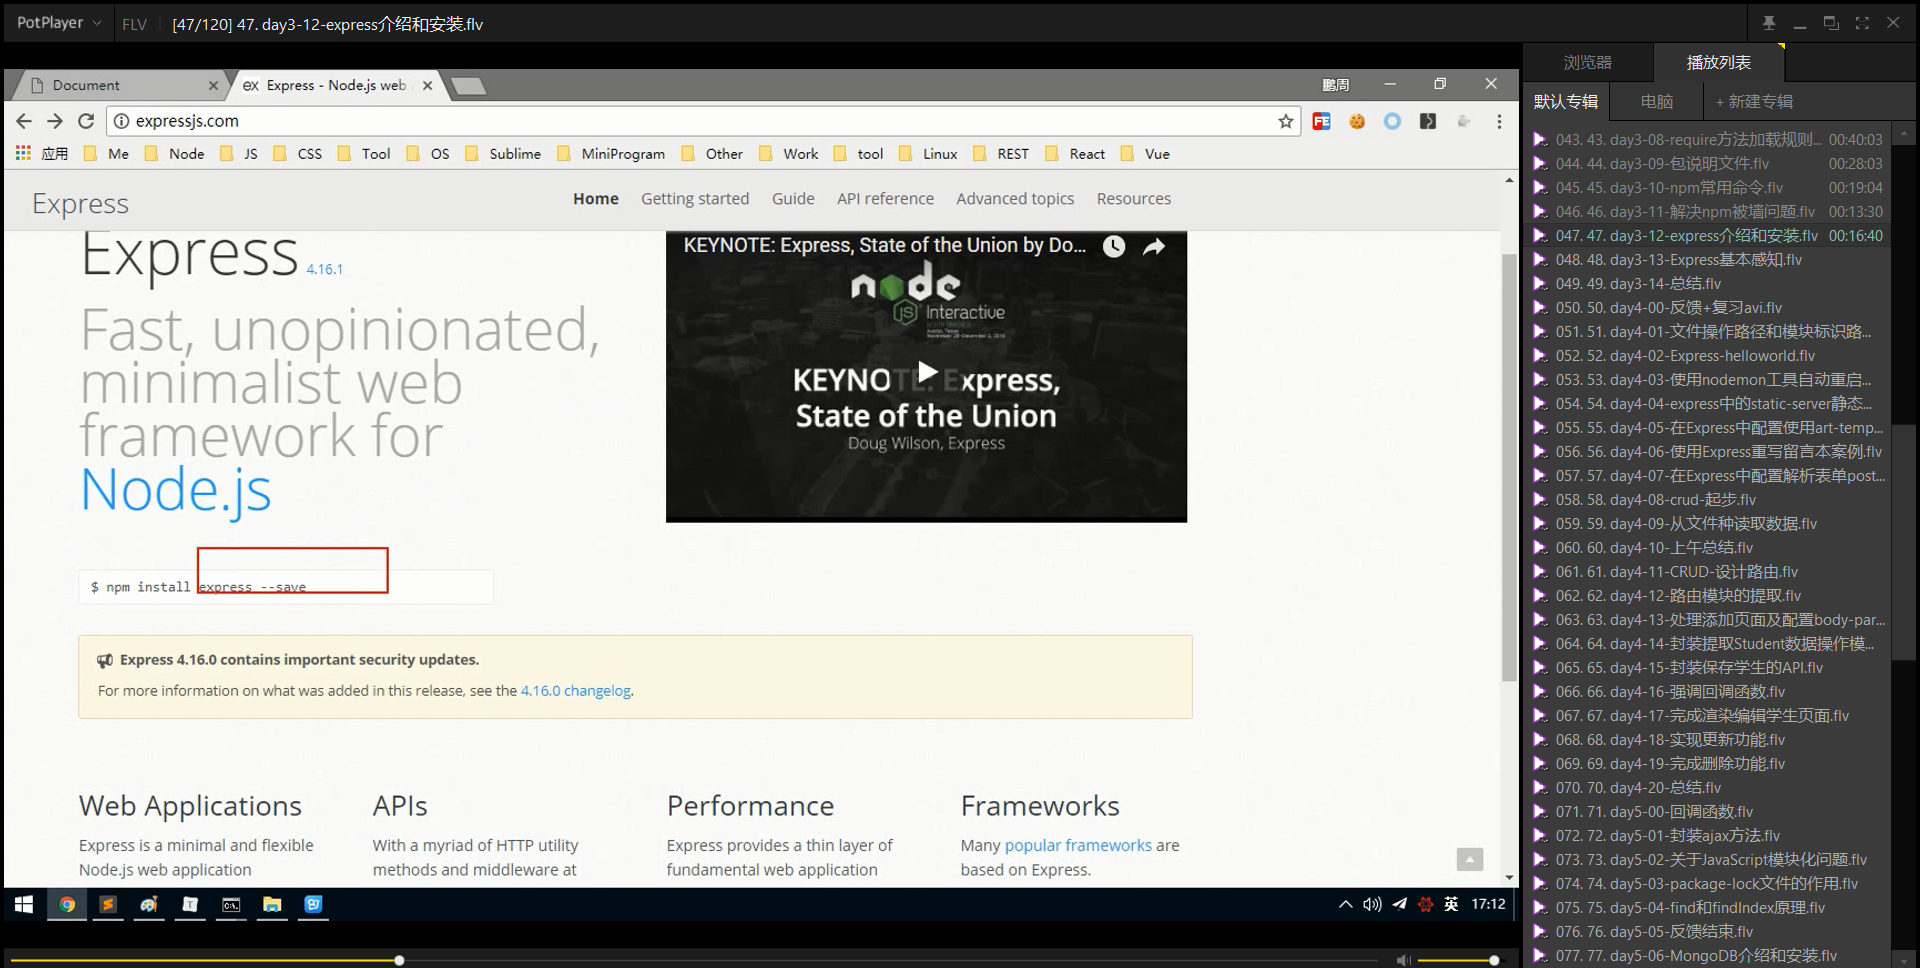 PotPlayer
FLV
[47/120] 47. day3-12-express介绍和安装.flv
Document
ex Express - Node.js web
鹏周
expressjs.com
应用 Me Node JS CSS Tool OS Sublime MiniProgram Other Work tool Linux REST React Vue
Express
Home Getting started Guide API reference Advanced topics Resources
Express 4.16.1
Fast, unopinionated,
minimalist web
framework for
Node.js
KEYNOTE: Express, State of the Union by Do...
node
JS Interactive
KEYNOTE: Express,
State of the Union
Doug Wilson, Express
$ npm install express --save
Express 4.16.0 contains important security updates.
For more information on what was added in this release, see the 4.16.0 changelog.
Web Applications
Express is a minimal and flexible
Node.js web application
APIs
With a myriad of HTTP utility
methods and middleware at
Performance
Express provides a thin layer of
fundamental web application
Frameworks
Many popular frameworks are
based on Express.
英 17:12
浏览器 播放列表
默认专辑 电脑 + 新建专辑
043. 43. day3-08-require方法加载规则... 00:40:03
044. 44. day3-09-包说明文件.flv 00:28:03
045. 45. day3-10-npm常用命令.flv 00:19:04
046. 46. day3-11-解决npm被墙问题.flv 00:13:30
047. 47. day3-12-express介绍和安装.flv 00:16:40
048. 48. day3-13-Express基本感知.flv
049. 49. day3-14-总结.flv
050. 50. day4-00-反馈+复习avi.flv
051. 51. day4-01-文件操作路径和模块标识路...
052. 52. day4-02-Express-helloworld.flv
053. 53. day4-03-使用nodemon工具自动重启...
054. 54. day4-04-express中的static-server静态...
055. 55. day4-05-在Express中配置使用art-temp...
056. 56. day4-06-使用Express重写留言本案例.flv
057. 57. day4-07-在Express中配置解析表单post...
058. 58. day4-08-crud-起步.flv
059. 59. day4-09-从文件种读取数据.flv
060. 60. day4-10-上午总结.flv
061. 61. day4-11-CRUD-设计路由.flv
062. 62. day4-12-路由模块的提取.flv
063. 63. day4-13-处理添加页面及配置body-par...
064. 64. day4-14-封装提取Student数据操作模...
065. 65. day4-15-封装保存学生的API.flv
066. 66. day4-16-强调回调函数.flv
067. 67. day4-17-完成渲染编辑学生页面.flv
068. 68. day4-18-实现更新功能.flv
069. 69. day4-19-完成删除功能.flv
070. 70. day4-20-总结.flv
071. 71. day5-00-回调函数.flv
072. 72. day5-01-封装ajax方法.flv
073. 73. day5-02-关于JavaScript模块化问题.flv
074. 74. day5-03-package-lock文件的作用.flv
075. 75. day5-04-find和findIndex原理.flv
076. 76. day5-05-反馈结束.flv
077. 77. day5-06-MongoDB介绍和安装.flv